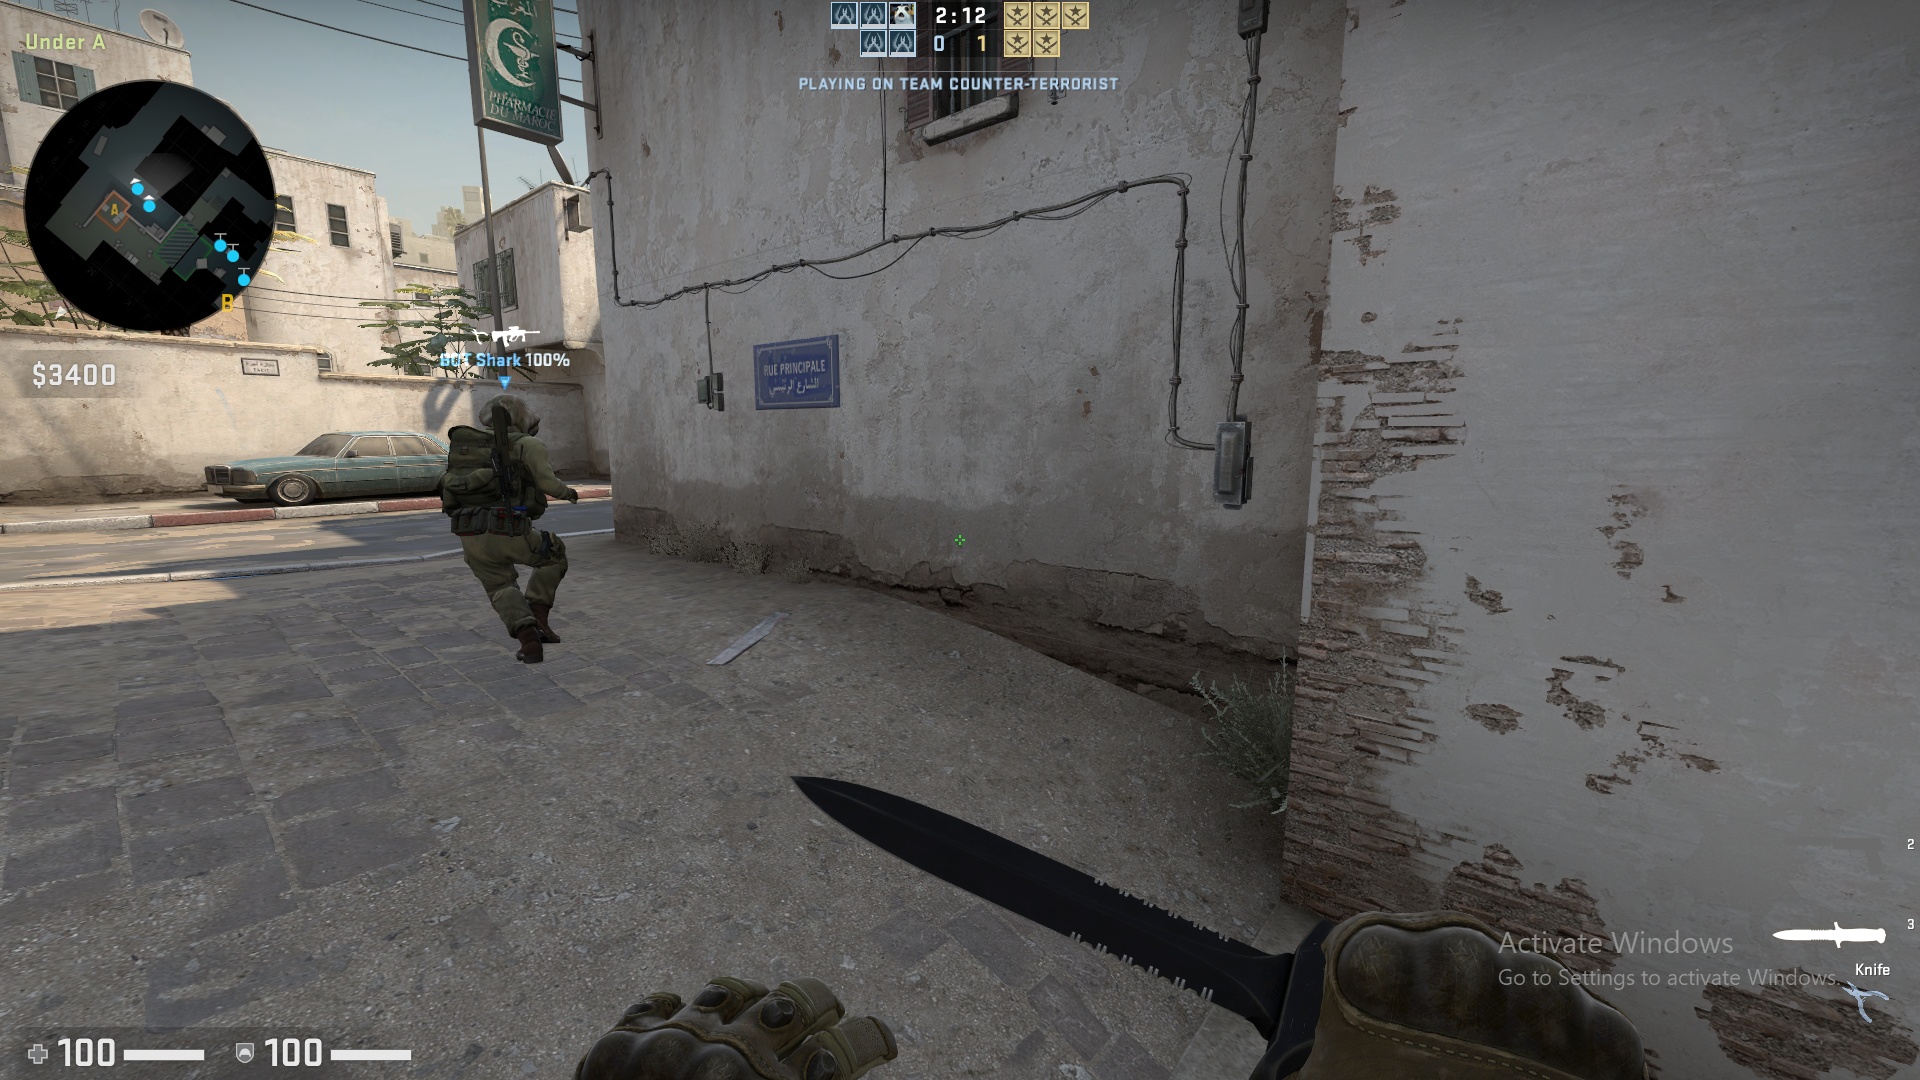 Under A
2:12
0 1
PLAYING ON TEAM COUNTER-TERRORIST
PHARMACIE
DU MAROC
A
B
$3400
BOT Shark 100%
RUE PRINCIPALE
الشارع الرئيسي
2
3
Activate Windows
Go to Settings to activate Windows.
Knife
100
100